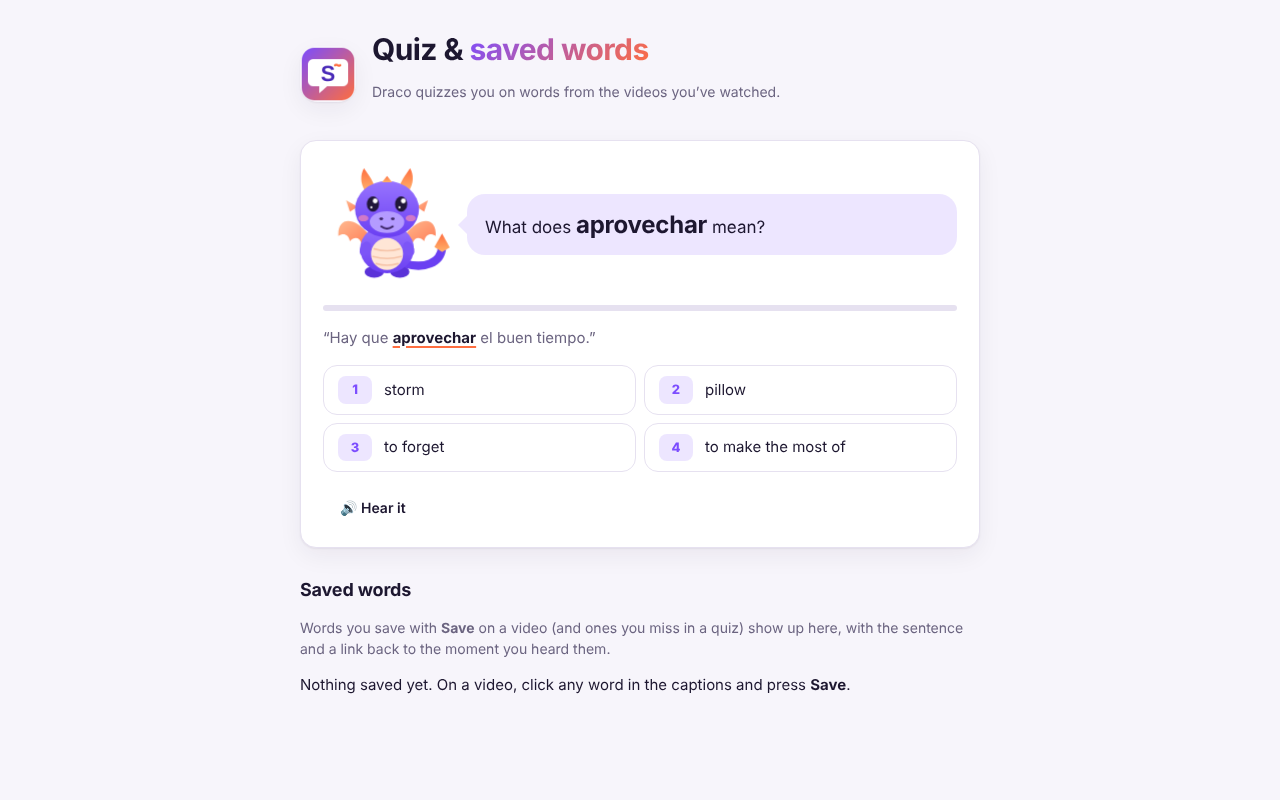 S
Quiz & saved words
Draco quizzes you on words from the videos you’ve watched.
What does aprovechar mean?
“Hay que aprovechar el buen tiempo.”
1 storm
2 pillow
3 to forget
4 to make the most of
🔊 Hear it
Saved words
Words you save with Save on a video (and ones you miss in a quiz) show up here, with the sentence
and a link back to the moment you heard them.
Nothing saved yet. On a video, click any word in the captions and press Save.